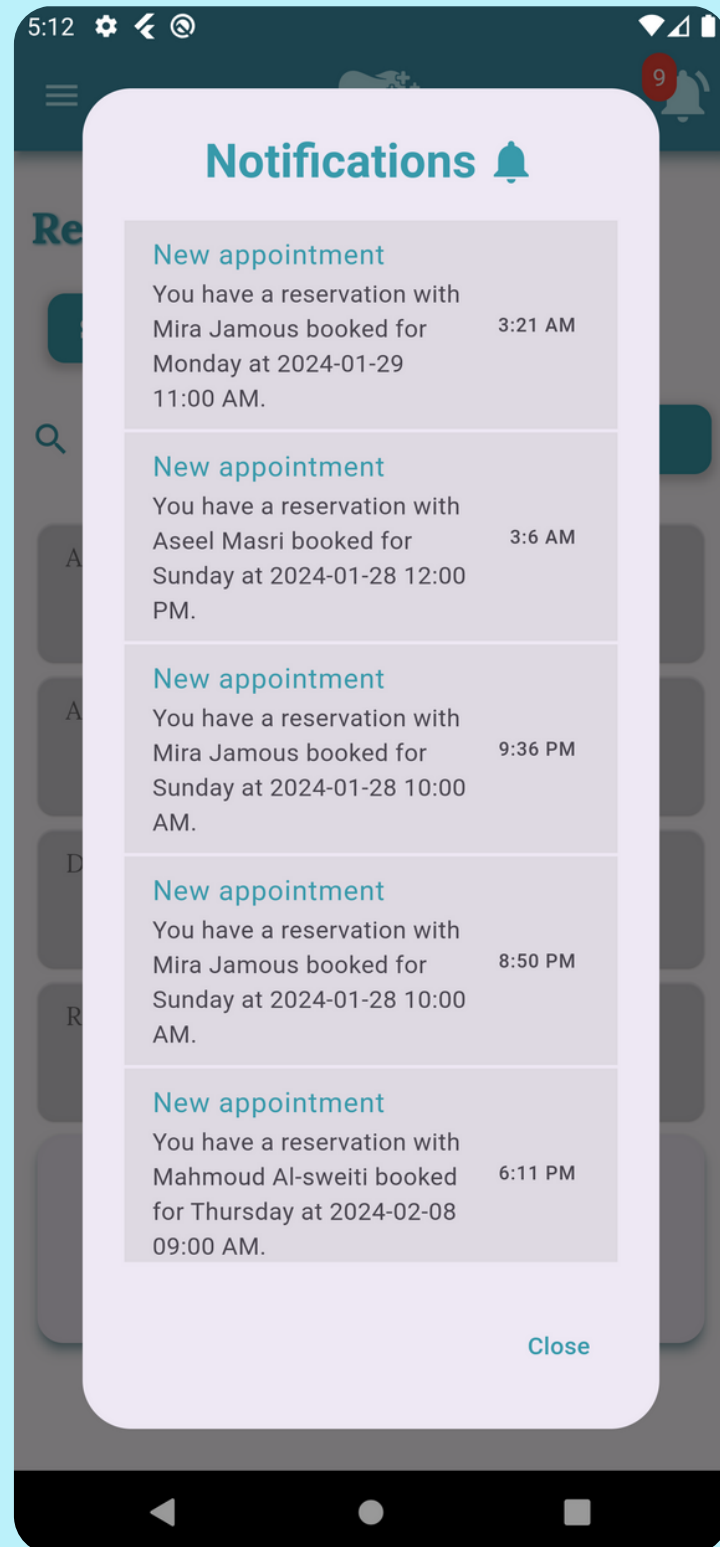 5:12
9
Notifications
Re
New appointment
You have a reservation with
Mira Jamous booked for
Monday at 2024-01-29
11:00 AM.
3:21 AM
New appointment
You have a reservation with
Aseel Masri booked for
Sunday at 2024-01-28 12:00
PM.
3:6 AM
A
New appointment
You have a reservation with
Mira Jamous booked for
Sunday at 2024-01-28 10:00
AM.
9:36 PM
A
D
New appointment
You have a reservation with
Mira Jamous booked for
Sunday at 2024-01-28 10:00
AM.
8:50 PM
R
New appointment
You have a reservation with
Mahmoud Al-sweiti booked
for Thursday at 2024-02-08
09:00 AM.
6:11 PM
Close